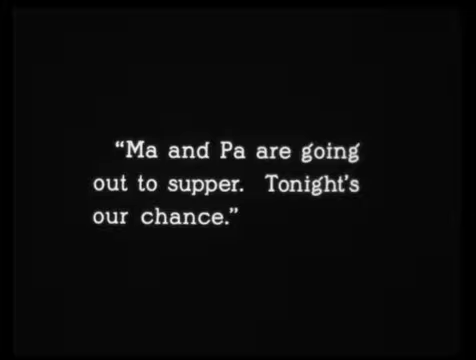 “Ma and Pa are going
out to supper.  Tonight's
our chance.”